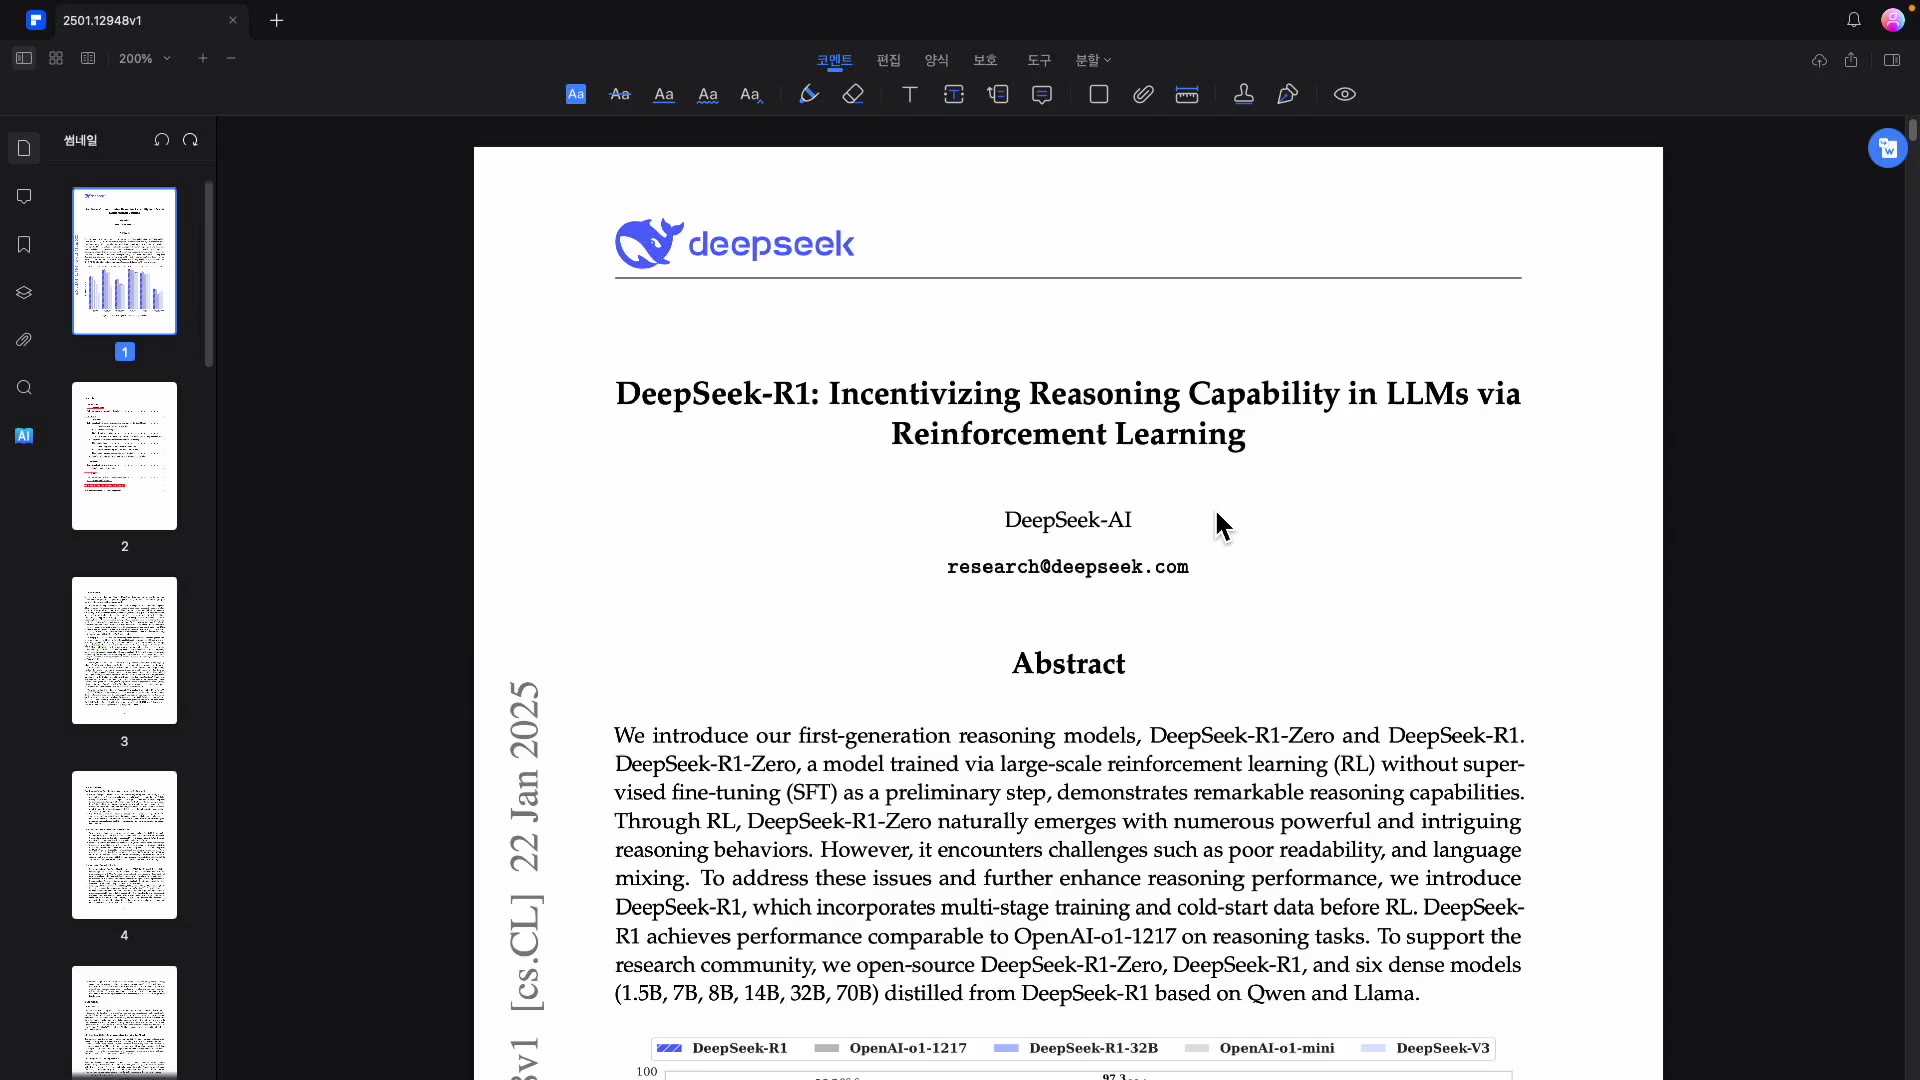 2501.12948v1
200%
코멘트 편집 양식 보호 도구 분할
Aa Aa Aa Aa Aa
썸네일
1
2
3
4
AI
deepseek
DeepSeek-R1: Incentivizing Reasoning Capability in LLMs via
Reinforcement Learning
DeepSeek-AI
research@deepseek.com
Abstract
We introduce our first-generation reasoning models, DeepSeek-R1-Zero and DeepSeek-R1.
DeepSeek-R1-Zero, a model trained via large-scale reinforcement learning (RL) without super-
vised fine-tuning (SFT) as a preliminary step, demonstrates remarkable reasoning capabilities.
Through RL, DeepSeek-R1-Zero naturally emerges with numerous powerful and intriguing
reasoning behaviors. However, it encounters challenges such as poor readability, and language
mixing. To address these issues and further enhance reasoning performance, we introduce
DeepSeek-R1, which incorporates multi-stage training and cold-start data before RL. DeepSeek-
R1 achieves performance comparable to OpenAI-o1-1217 on reasoning tasks. To support the
research community, we open-source DeepSeek-R1-Zero, DeepSeek-R1, and six dense models
(1.5B, 7B, 8B, 14B, 32B, 70B) distilled from DeepSeek-R1 based on Qwen and Llama.
[cs.CL] 22 Jan 2025
DeepSeek-R1 OpenAI-o1-1217 DeepSeek-R1-32B OpenAI-o1-mini DeepSeek-V3
100
97.3